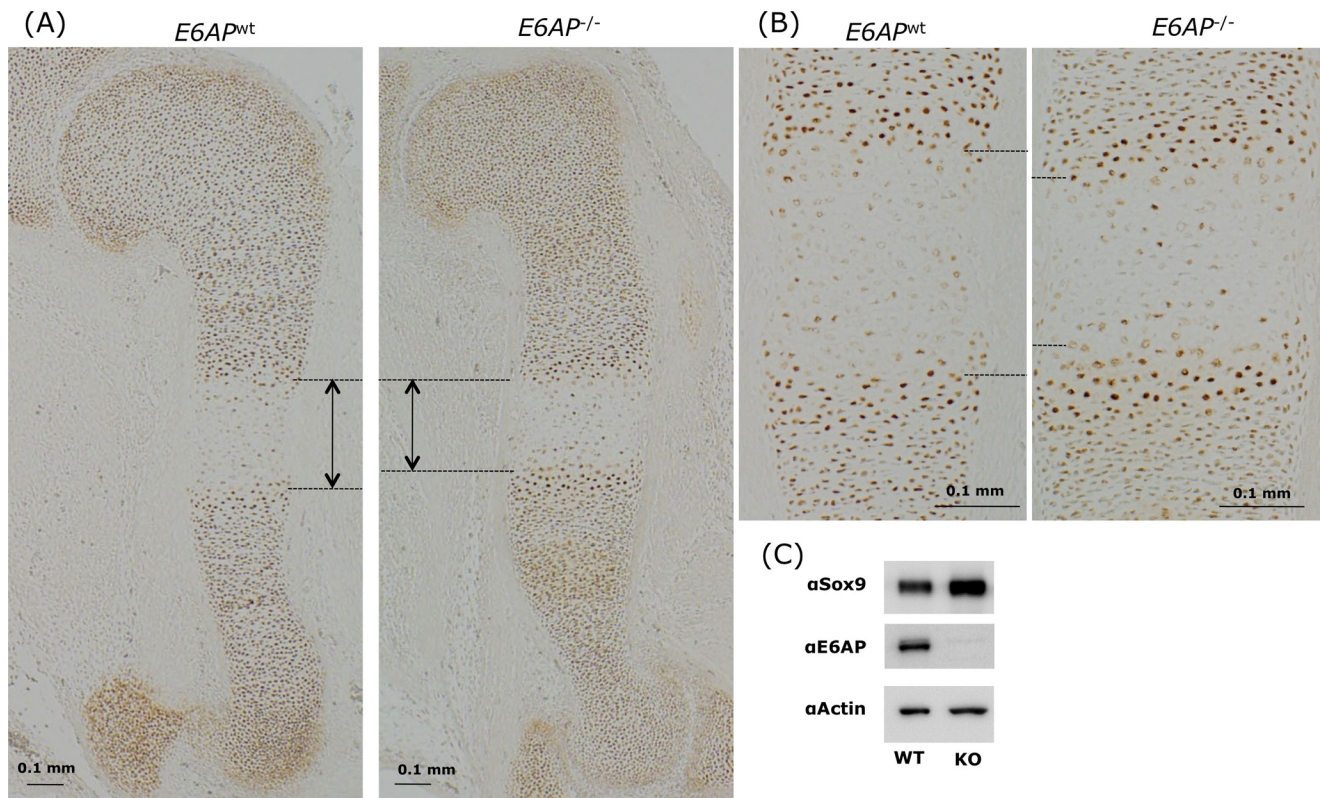 (A)
E6APwt
E6AP-/-
0.1 mm
0.1 mm
(B)
E6APwt
E6AP-/-
0.1 mm
0.1 mm
(C)
αSox9
αE6AP
αActin
WT KO